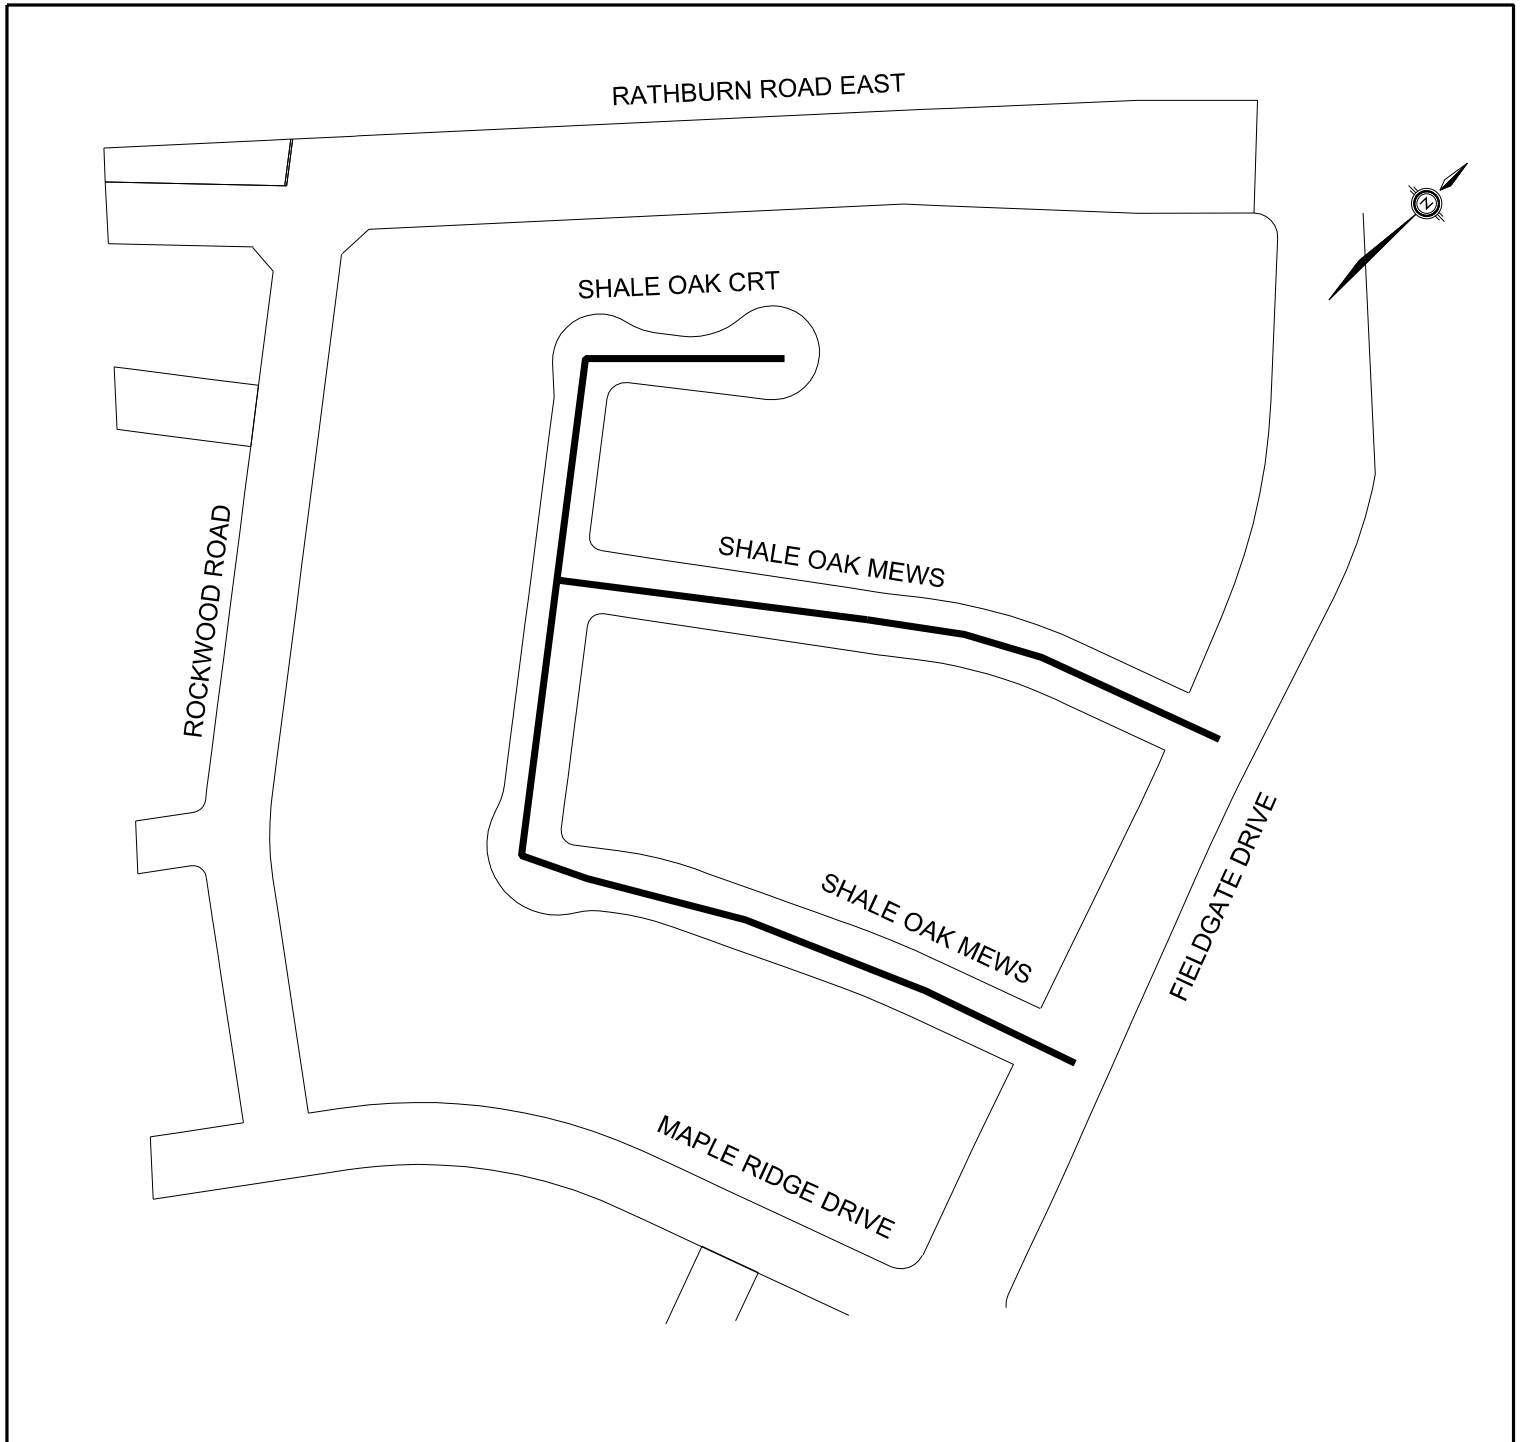 RATHBURN ROAD EAST
N
SHALE OAK CRT
SHALE OAK MEWS
ROCKWOOD ROAD
SHALE OAK MEWS
FIELDGATE DRIVE
MAPLE RIDGE DRIVE